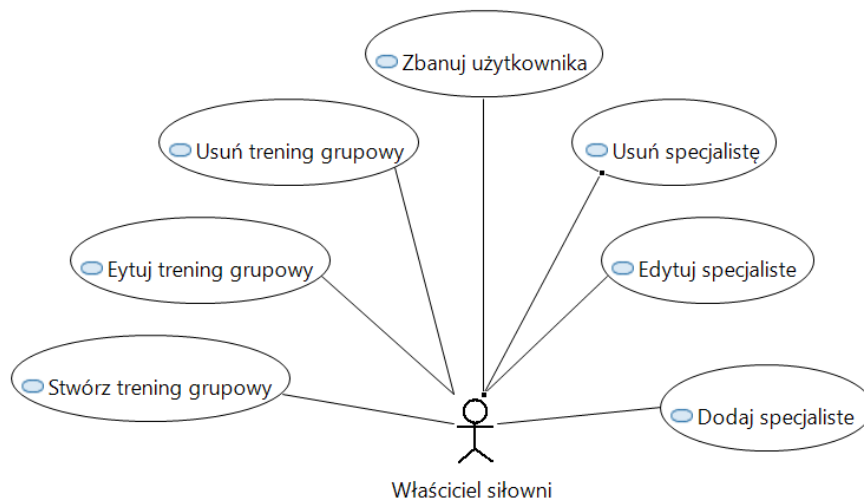 Zbanuj użytkownika
Usuń trening grupowy
Usuń specjalistę
Eytuj trening grupowy
Edytuj specjaliste
Stwórz trening grupowy
Dodaj specjaliste
Właściciel siłowni